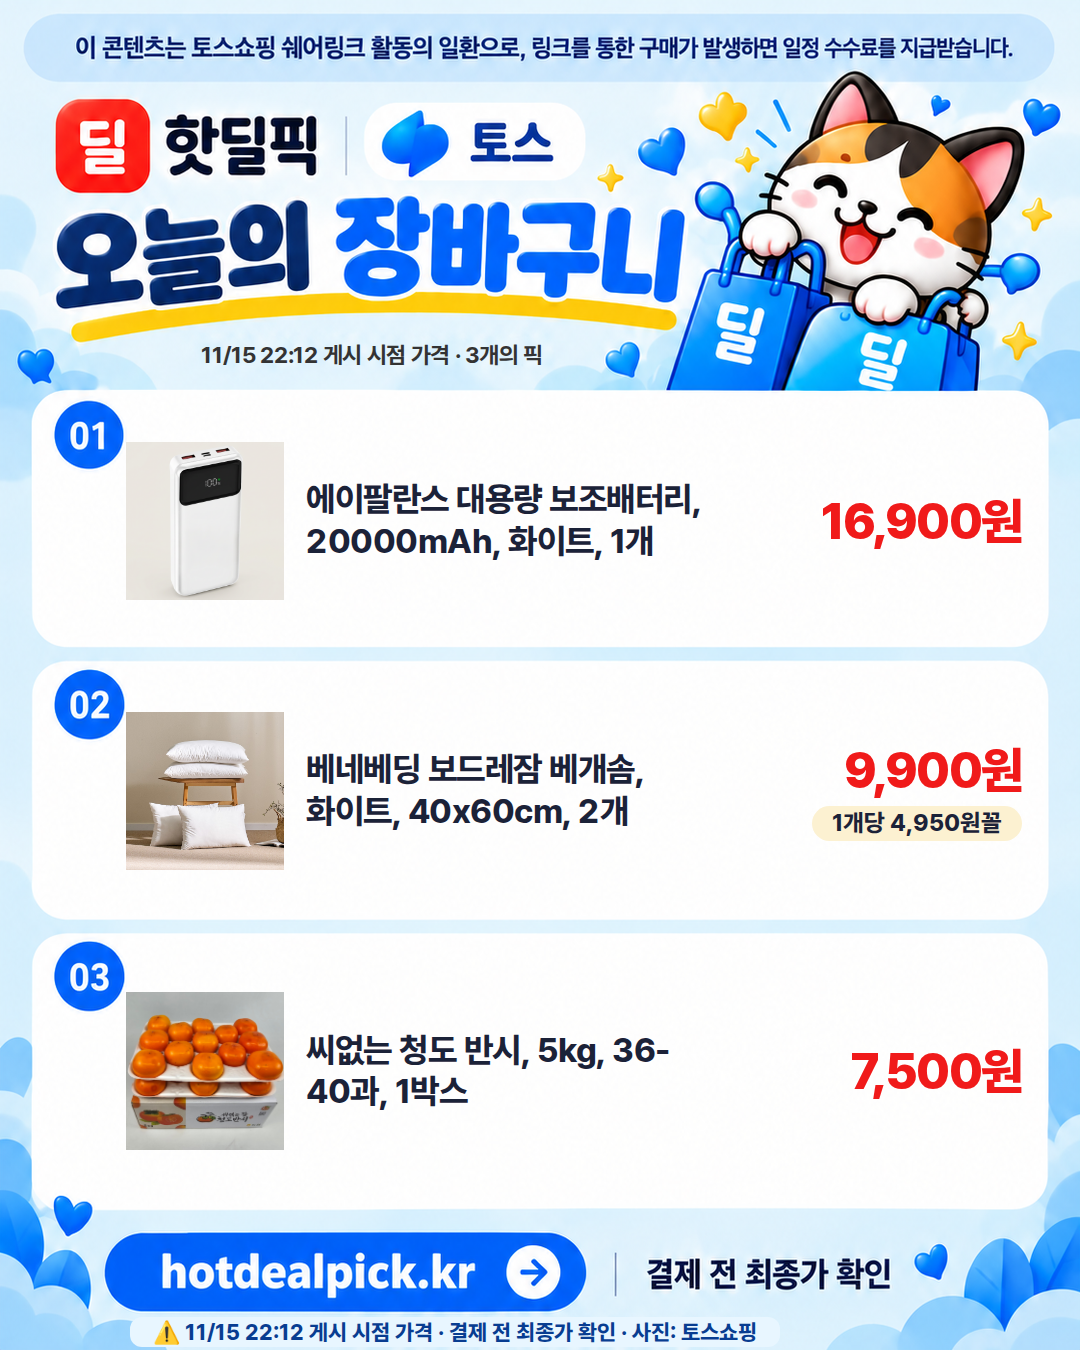 이 콘텐츠는 토스쇼핑 쉐어링크 활동의 일환으로, 링크를 통한 구매가 발생하면 일정 수수료를 지급받습니다.
딜 핫딜픽 토스
오늘의 장바구니
딜
딜
11/15 22:12 게시 시점 가격 · 3개의 픽
01
에이팔란스 대용량 보조배터리,
20000mAh, 화이트, 1개
16,900원
02
베네베딩 보드레잠 베개솜,
화이트, 40x60cm, 2개
9,900원
1개당 4,950원꼴
03
씨없는 청도 반시, 5kg, 36-
40과, 1박스
7,500원
hotdealpick.kr
결제 전 최종가 확인
⚠️ 11/15 22:12 게시 시점 가격 · 결제 전 최종가 확인 · 사진: 토스쇼핑